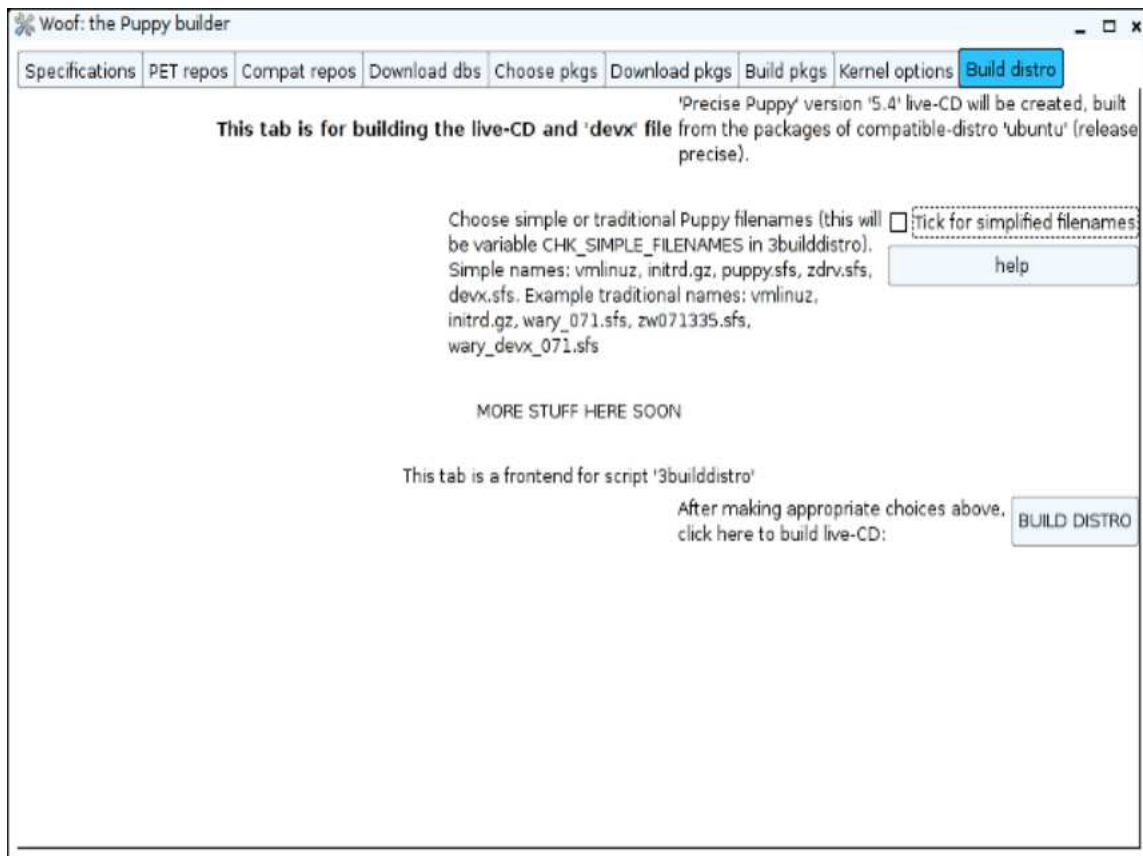 Woof: the Puppy builder
Specifications PET repos Compat repos Download dbs Choose pkgs Download pkgs Build pkgs Kernel options Build distro
This tab is for building the live-CD and 'devx' file
'Precise Puppy' version '5.4' live-CD will be created, built
from the packages of compatible-distro 'ubuntu' (release
precise).
Choose simple or traditional Puppy filenames (this will
be variable CHK_SIMPLE_FILENAMES in 3builddistro).
Simple names: vmlinuz, initrd.gz, puppy.sfs, zdrv.sfs,
devx.sfs. Example traditional names: vmlinuz,
initrd.gz, wary_071.sfs, zw071335.sfs,
wary_devx_071.sfs
Tick for simplified filenames
help
MORE STUFF HERE SOON
This tab is a frontend for script '3builddistro'
After making appropriate choices above,
click here to build live-CD:
BUILD DISTRO